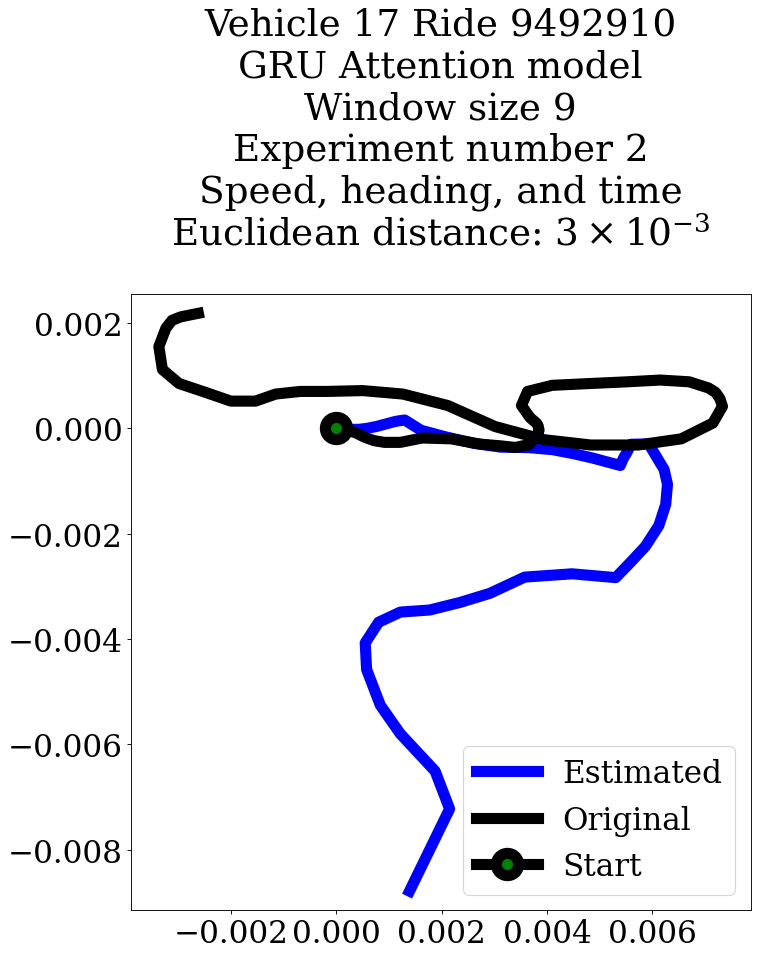 Vehicle 17 Ride 9492910
GRU Attention model
Window size 9
Experiment number 2
Speed, heading, and time
Euclidean distance: 3 × 10⁻³
0.002
0.000
−0.002
−0.004
−0.006
−0.008
Estimated
Original
Start
−0.002 0.000 0.002 0.004 0.006